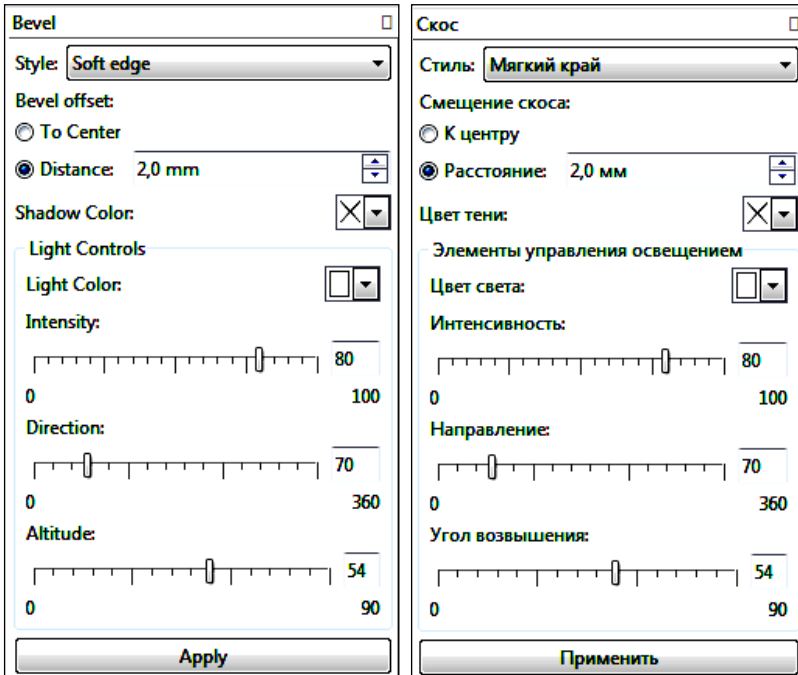 Bevel
Style: Soft edge
Bevel offset:
To Center
Distance: 2,0 mm
Shadow Color:
Light Controls
Light Color:
Intensity:
80
0 100
Direction:
70
0 360
Altitude:
54
0 90
Apply
Скос
Стиль: Мягкий край
Смещение скоса:
К центру
Расстояние: 2,0 мм
Цвет тени:
Элементы управления освещением
Цвет света:
Интенсивность:
80
0 100
Направление:
70
0 360
Угол возвышения:
54
0 90
Применить